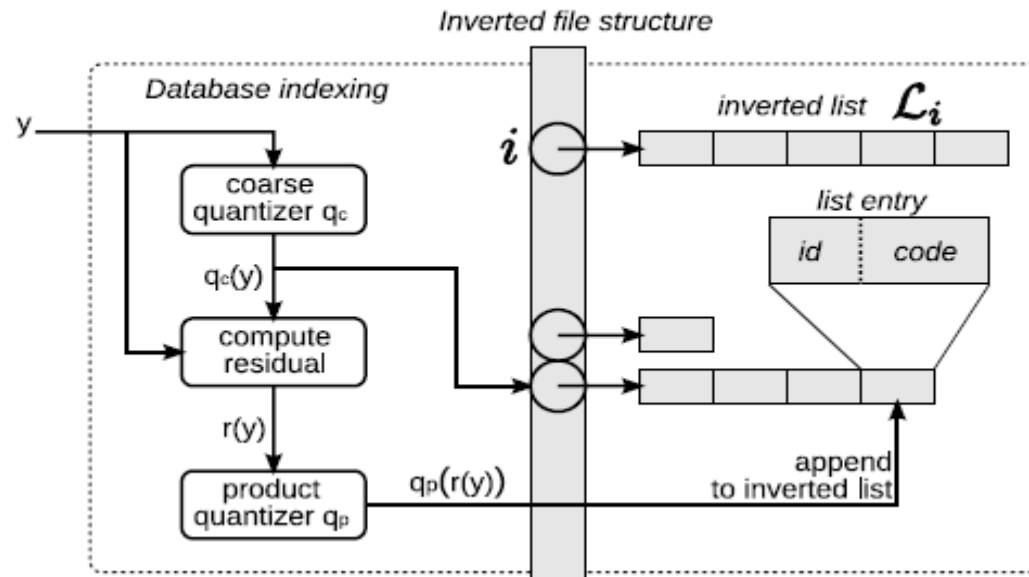 Inverted file structure
Database indexing
y
coarse
quantizer qc
qc(y)
compute
residual
r(y)
product
quantizer qp
qp(r(y))
i
inverted list ℒi
list entry
id code
append
to inverted list